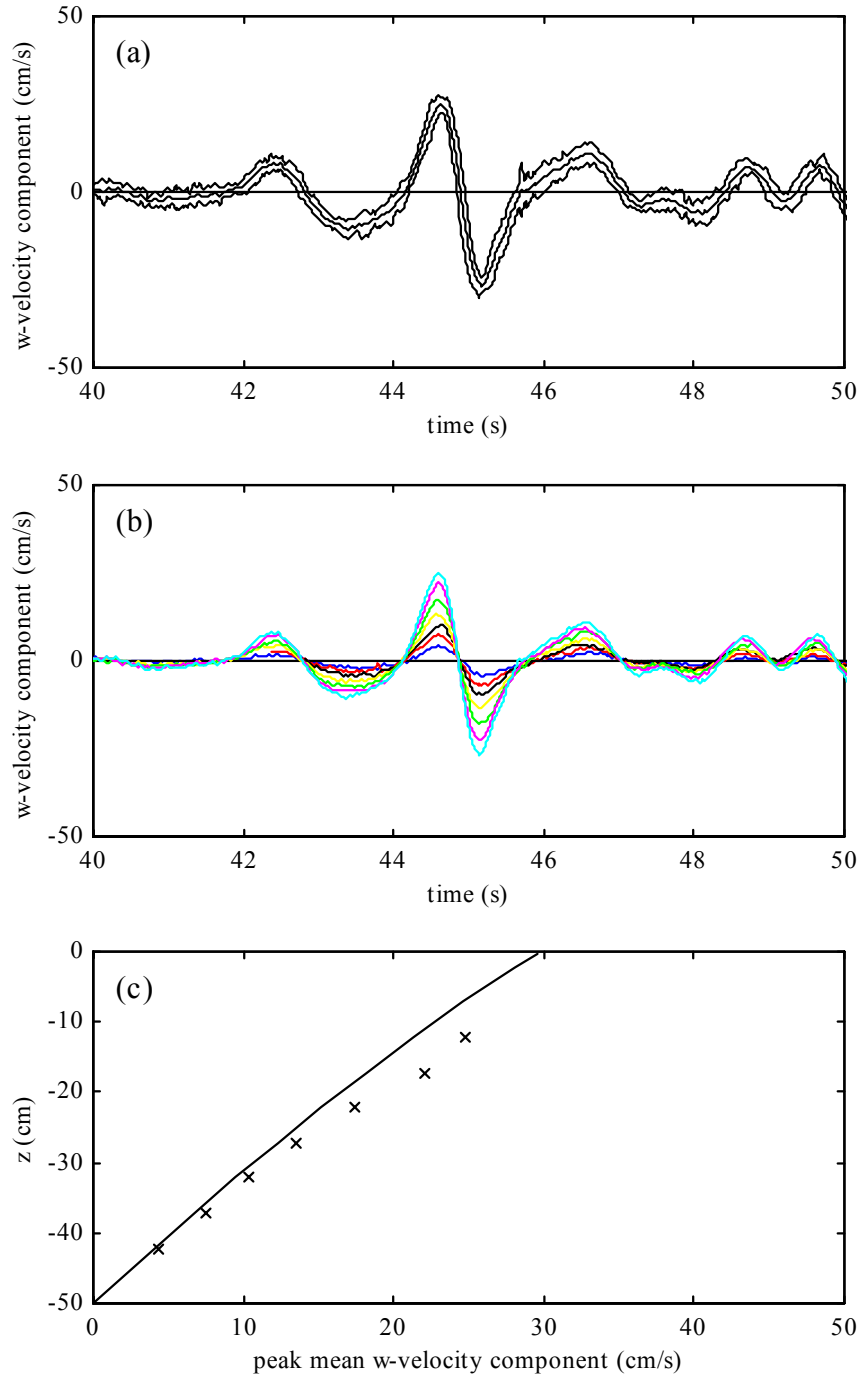 50
(a)
w-velocity component (cm/s)
0
-50
40 42 44 46 48 50
time (s)
50
(b)
w-velocity component (cm/s)
0
-50
40 42 44 46 48 50
time (s)
0
(c)
-10
-20
z (cm)
-30
-40
-50
0 10 20 30 40 50
peak mean w-velocity component (cm/s)